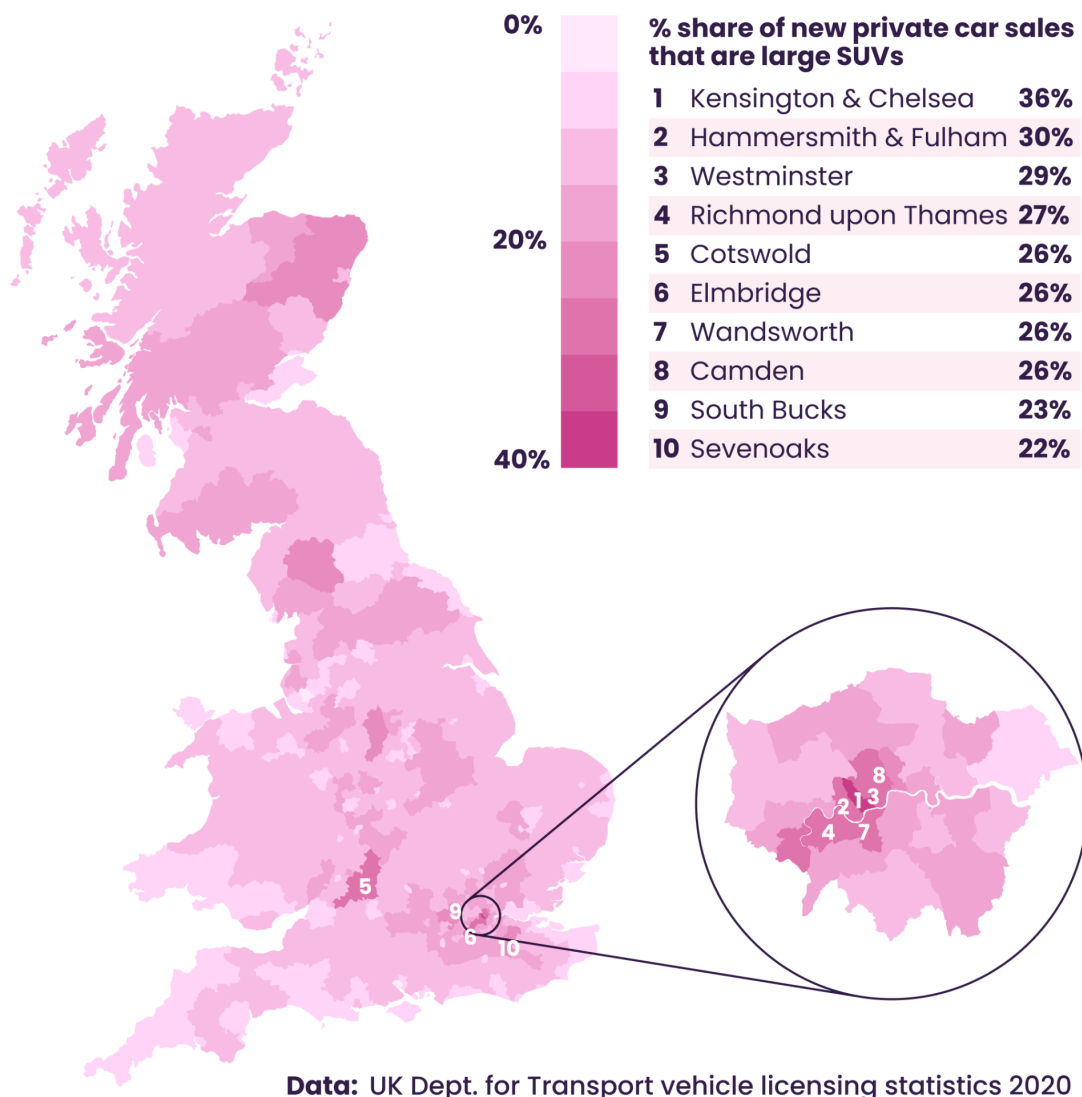 0%
20%
40%
% share of new private car sales
that are large SUVs
1 Kensington & Chelsea 36%
2 Hammersmith & Fulham 30%
3 Westminster 29%
4 Richmond upon Thames 27%
5 Cotswold 26%
6 Elmbridge 26%
7 Wandsworth 26%
8 Camden 26%
9 South Bucks 23%
10 Sevenoaks 22%
8
1 3
2
4 7
5
9
6
10
Data: UK Dept. for Transport vehicle licensing statistics 2020